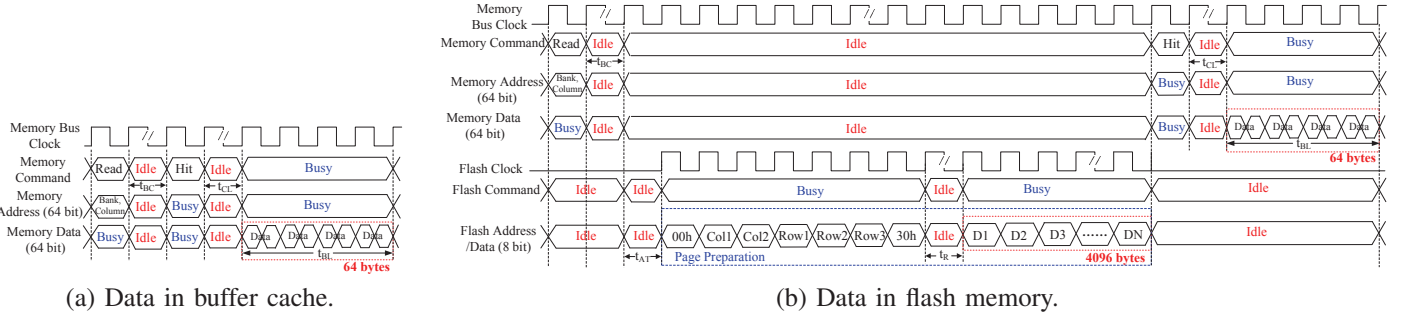 Memory Bus Clock
Memory Command
Read Idle Hit Idle Busy
tBC tCL
Memory Address (64 bit)
Bank, Column Idle Busy Idle Busy
Memory Data (64 bit)
Busy Idle Busy Idle Data Data Data Data
tBL
64 bytes
(a) Data in buffer cache.
Memory Bus Clock
//
Memory Command
Read Idle Idle Hit Idle Busy
tBC tCL
Memory Address (64 bit)
Bank, Column Idle Idle Busy Idle Busy
Memory Data (64 bit)
Busy Idle Idle Busy Idle Data Data Data Data
tBL
64 bytes
Flash Clock
Flash Command
Idle Idle Busy Idle Busy Idle
Flash Address /Data (8 bit)
Idle Idle 00h Col1 Col2 Row1 Row2 Row3 30h Idle D1 D2 D3 ...... DN Idle
tAT Page Preparation tR 4096 bytes
(b) Data in flash memory.